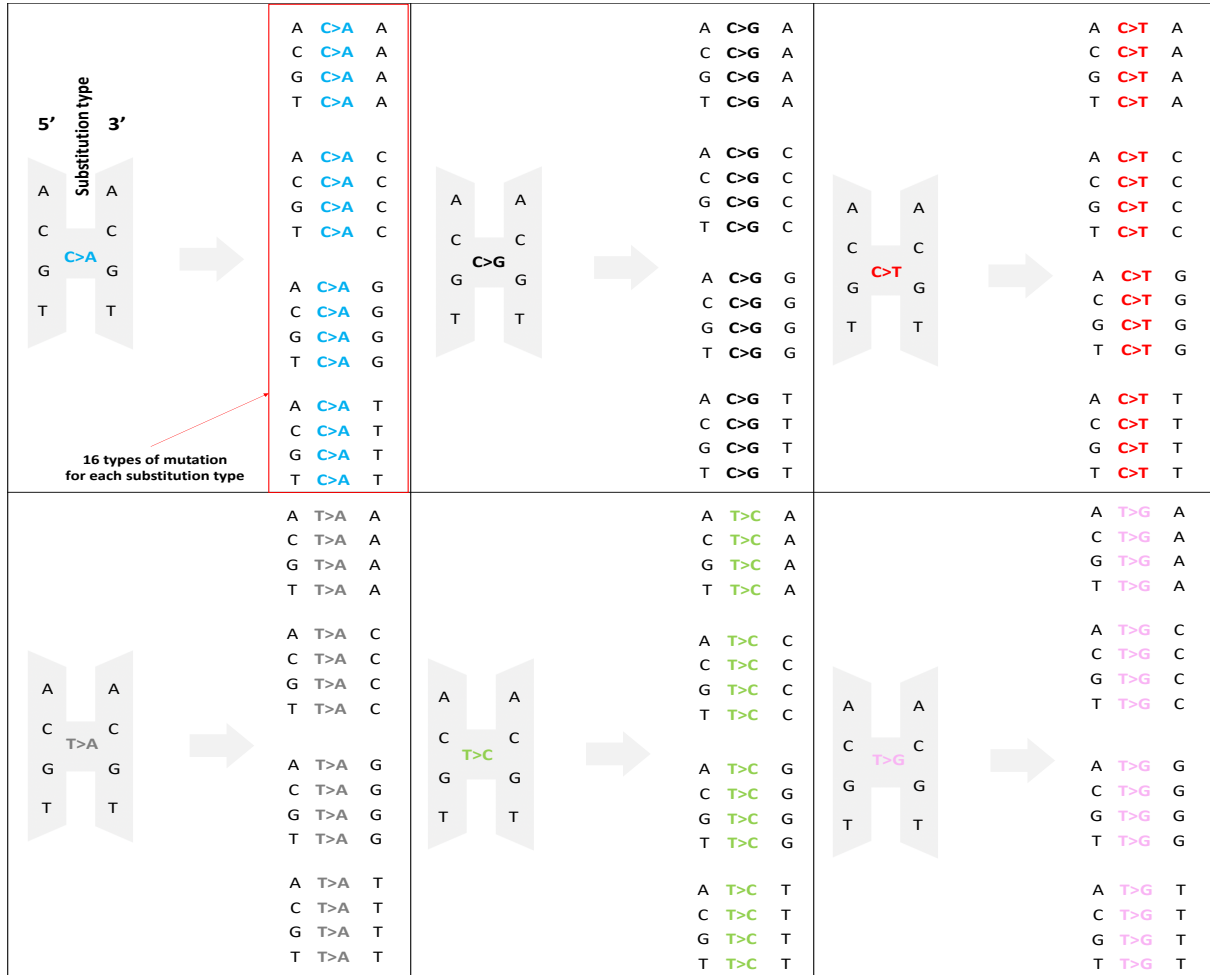 5’ Substitution type 3’
A A
C C
C>A
G G
T T
A C>A A
C C>A A
G C>A A
T C>A A
A C>A C
C C>A C
G C>A C
T C>A C
A C>A G
C C>A G
G C>A G
T C>A G
A C>A T
C C>A T
G C>A T
T C>A T
16 types of mutation
for each substitution type
A A
C C
C>G
G G
T T
A C>G A
C C>G A
G C>G A
T C>G A
A C>G C
C C>G C
G C>G C
T C>G C
A C>G G
C C>G G
G C>G G
T C>G G
A C>G T
C C>G T
G C>G T
T C>G T
A A
C C
C>T
G G
T T
A C>T A
C C>T A
G C>T A
T C>T A
A C>T C
C C>T C
G C>T C
T C>T C
A C>T G
C C>T G
G C>T G
T C>T G
A C>T T
C C>T T
G C>T T
T C>T T
A A
C C
T>A
G G
T T
A T>A A
C T>A A
G T>A A
T T>A A
A T>A C
C T>A C
G T>A C
T T>A C
A T>A G
C T>A G
G T>A G
T T>A G
A T>A T
C T>A T
G T>A T
T T>A T
A A
C C
T>C
G G
T T
A T>C A
C T>C A
G T>C A
T T>C A
A T>C C
C T>C C
G T>C C
T T>C C
A T>C G
C T>C G
G T>C G
T T>C G
A T>C T
C T>C T
G T>C T
T T>C T
A A
C C
T>G
G G
T T
A T>G A
C T>G A
G T>G A
T T>G A
A T>G C
C T>G C
G T>G C
T T>G C
A T>G G
C T>G G
G T>G G
T T>G G
A T>G T
C T>G T
G T>G T
T T>G T